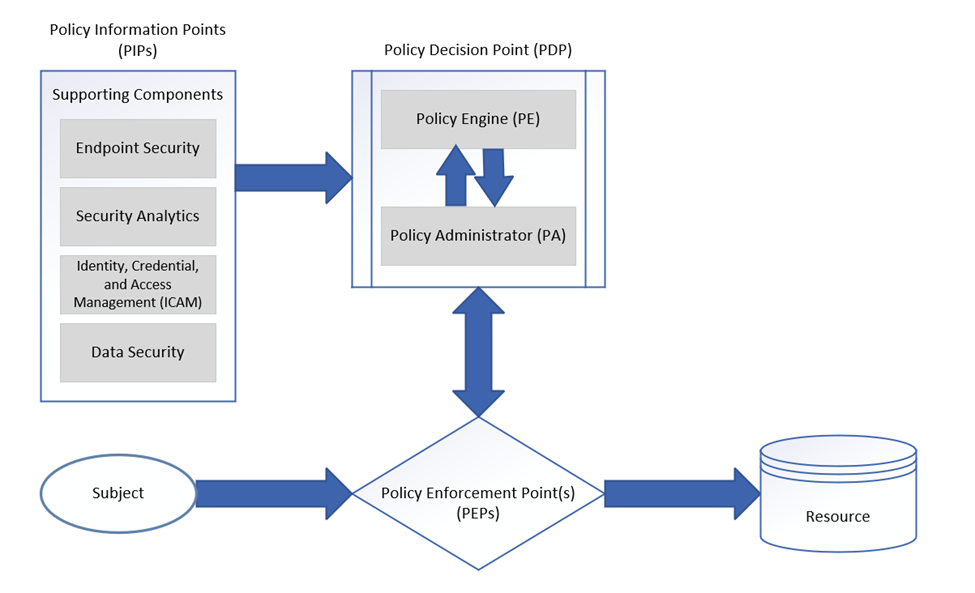 Policy Information Points
(PIPs)
Supporting Components
Endpoint Security
Security Analytics
Identity, Credential,
and Access
Management (ICAM)
Data Security
Policy Decision Point (PDP)
Policy Engine (PE)
Policy Administrator (PA)
Subject
Policy Enforcement Point(s)
(PEPs)
Resource